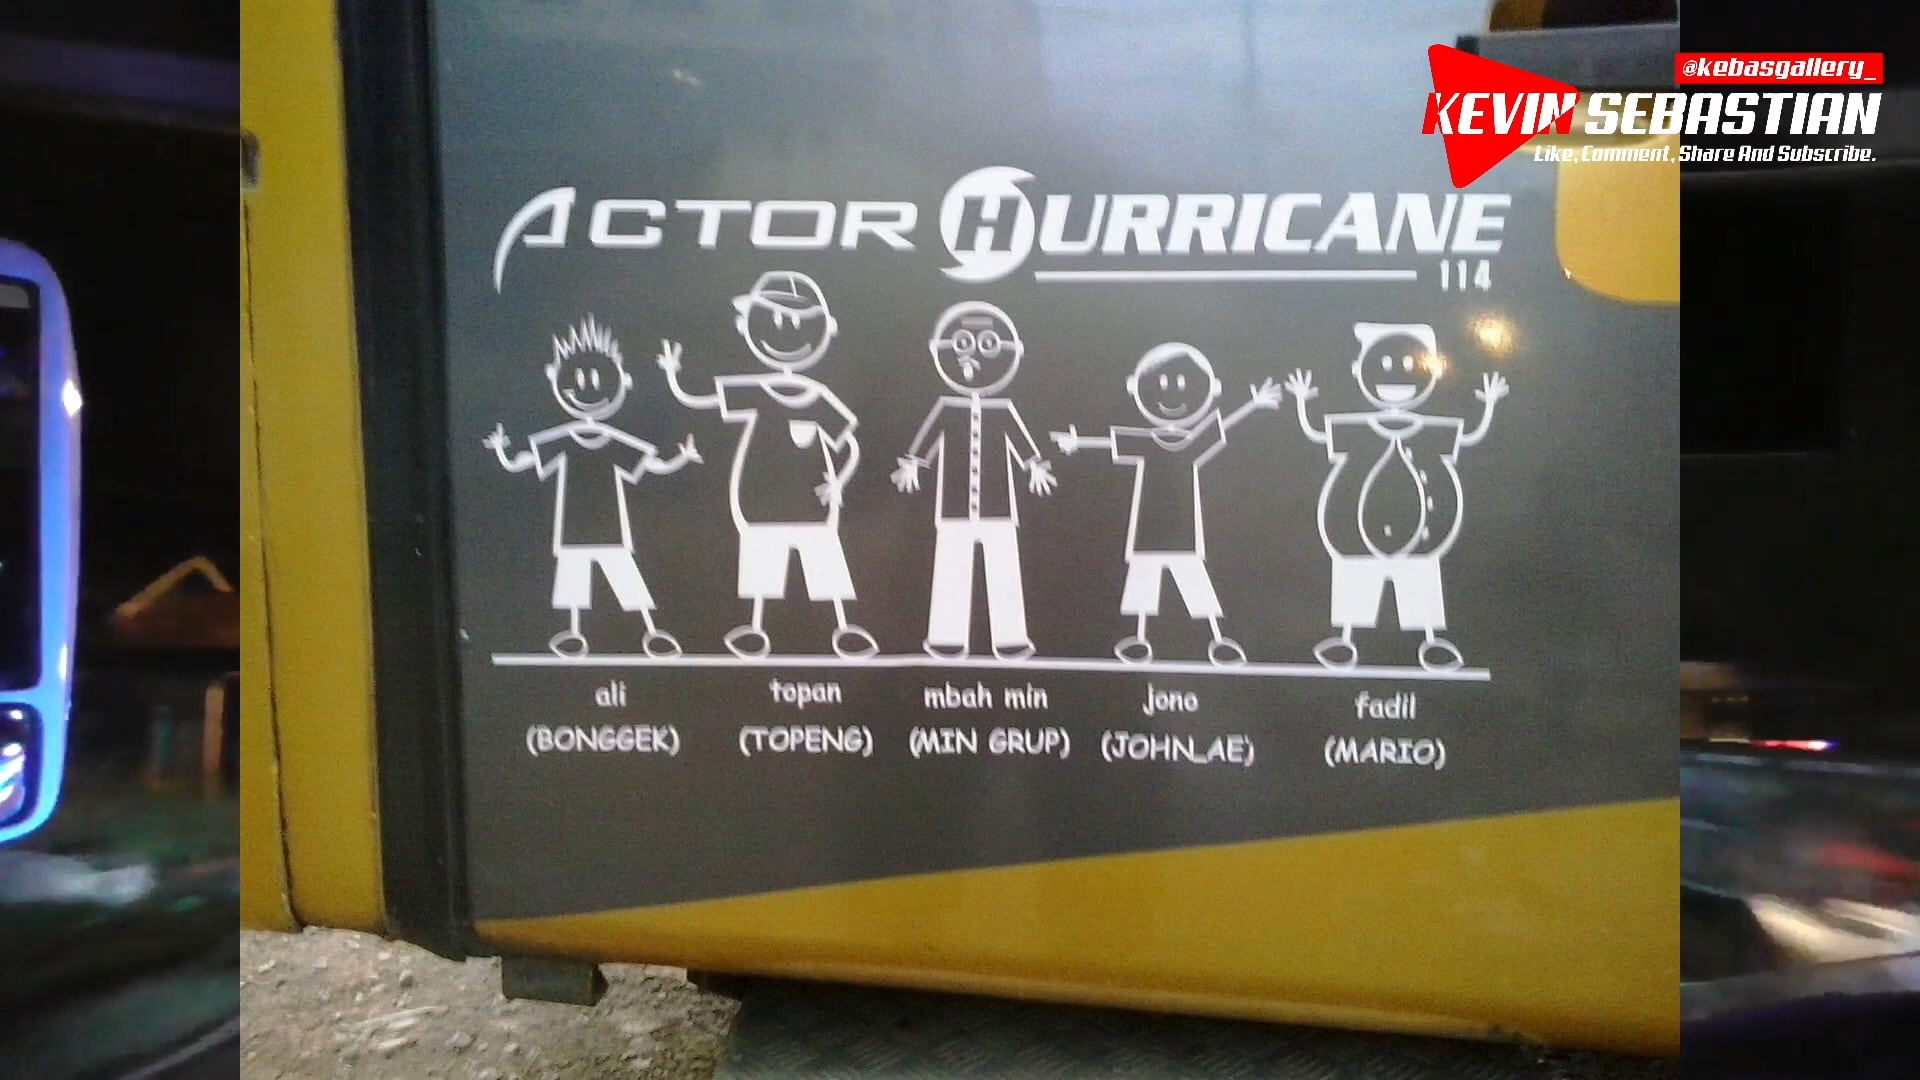 @kebasgallery_
KEVIN SEBASTIAN
Like, Comment, Share And Subscribe.
ACTOR HURRICANE
114
ali topan mbah min jono fadil
(BONGGEK) (TOPENG) (MIN GRUP) (JOHN_AE') (MARIO)